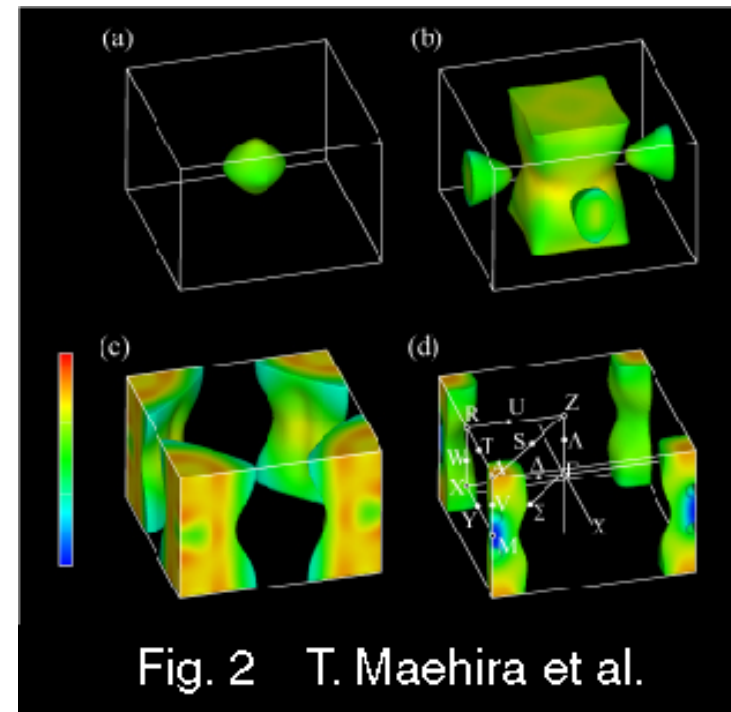 (a) (b)
(c) (d)
R U Z
W T S Λ
A Δ Γ
X V
Y Σ X
M
Fig. 2 T. Maehira et al.